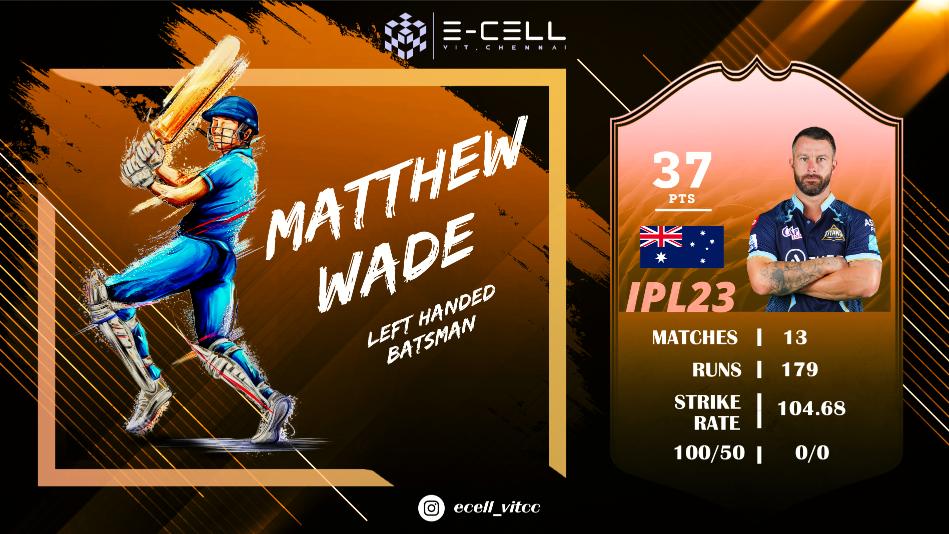 E-CELL
VIT, CHENNAI
MATTHEW
WADE
LEFT HANDED
BATSMAN
37
PTS
IPL23
TITANS
MATCHES | 13
RUNS | 179
STRIKE
RATE | 104.68
100/50 | 0/0
ecell_vitcc